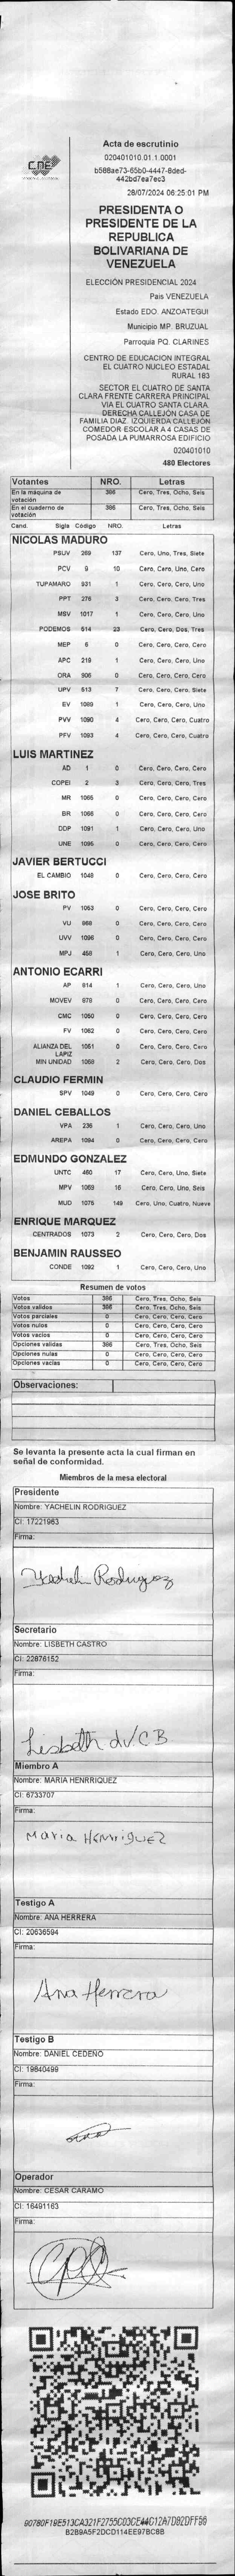 CNE
Acta de escrutinio
020401010.01.1.0001
b588ae73-65b0-4447-8ded-
442bd7ea7ec3
28/07/2024 06:25:01 PM
PRESIDENTA O
PRESIDENTE DE LA
REPUBLICA
BOLIVARIANA DE
VENEZUELA
ELECCIÓN PRESIDENCIAL 2024
Pais VENEZUELA
Estado EDO. ANZOATEGUI
Municipio MP. BRUZUAL
Parroquia PQ. CLARINES
CENTRO DE EDUCACION INTEGRAL
EL CUATRO NUCLEO ESTADAL
RURAL 183
SECTOR EL CUATRO DE SANTA
CLARA FRENTE CARRERA PRINCIPAL
VIA EL CUATRO SANTA CLARA.
DERECHA CALLEJÓN CASA DE
FAMILIA DIAZ. IZQUIERDA CALLEJÓN
COMEDOR ESCOLAR A 4 CASAS DE
POSADA LA PUMARROSA EDIFICIO
020401010
480 Electores
Votantes NRO. Letras
En la máquina de votación 386 Cero, Tres, Ocho, Seis
En el cuaderno de votación 386 Cero, Tres, Ocho, Seis
Cand. Sigla Código NRO. Letras
NICOLAS MADURO
PSUV 269 137 Cero, Uno, Tres, Siete
PCV 9 10 Cero, Cero, Uno, Cero
TUPAMARO 931 1 Cero, Cero, Cero, Uno
PPT 276 3 Cero, Cero, Cero, Tres
MSV 1017 1 Cero, Cero, Cero, Uno
PODEMOS 514 23 Cero, Cero, Dos, Tres
MEP 6 0 Cero, Cero, Cero, Cero
APC 219 1 Cero, Cero, Cero, Uno
ORA 906 0 Cero, Cero, Cero, Cero
UPV 513 7 Cero, Cero, Cero, Siete
EV 1089 1 Cero, Cero, Cero, Uno
PVV 1090 4 Cero, Cero, Cero, Cuatro
PFV 1093 4 Cero, Cero, Cero, Cuatro
LUIS MARTINEZ
AD 1 0 Cero, Cero, Cero, Cero
COPEI 2 3 Cero, Cero, Cero, Tres
MR 1065 0 Cero, Cero, Cero, Cero
BR 1066 0 Cero, Cero, Cero, Cero
DDP 1091 1 Cero, Cero, Cero, Uno
UNE 1095 0 Cero, Cero, Cero, Cero
JAVIER BERTUCCI
EL CAMBIO 1048 0 Cero, Cero, Cero, Cero
JOSE BRITO
PV 1053 0 Cero, Cero, Cero, Cero
VU 868 0 Cero, Cero, Cero, Cero
UVV 1096 0 Cero, Cero, Cero, Cero
MPJ 458 1 Cero, Cero, Cero, Uno
ANTONIO ECARRI
AP 814 1 Cero, Cero, Cero, Uno
MOVEV 878 0 Cero, Cero, Cero, Cero
CMC 1050 0 Cero, Cero, Cero, Cero
FV 1062 0 Cero, Cero, Cero, Cero
ALIANZA DEL LAPIZ 1051 0 Cero, Cero, Cero, Cero
MIN UNIDAD 1058 2 Cero, Cero, Cero, Dos
CLAUDIO FERMIN
SPV 1049 0 Cero, Cero, Cero, Cero
DANIEL CEBALLOS
VPA 236 1 Cero, Cero, Cero, Uno
AREPA 1094 0 Cero, Cero, Cero, Cero
EDMUNDO GONZALEZ
UNTC 460 17 Cero, Cero, Uno, Siete
MPV 1069 16 Cero, Cero, Uno, Seis
MUD 1075 149 Cero, Uno, Cuatro, Nueve
ENRIQUE MARQUEZ
CENTRADOS 1073 2 Cero, Cero, Cero, Dos
BENJAMIN RAUSSEO
CONDE 1092 1 Cero, Cero, Cero, Uno
Resumen de votos
Votos 386 Cero, Tres, Ocho, Seis
Votos validos 386 Cero, Tres, Ocho, Seis
Votos parciales 0 Cero, Cero, Cero, Cero
Votos nulos 0 Cero, Cero, Cero, Cero
Votos vacios 0 Cero, Cero, Cero, Cero
Opciones validas 386 Cero, Tres, Ocho, Seis
Opciones nulas 0 Cero, Cero, Cero, Cero
Opciones vacias 0 Cero, Cero, Cero, Cero
Observaciones:
Se levanta la presente acta la cual firman en
señal de conformidad.
Miembros de la mesa electoral
Presidente
Nombre: YACHELIN RODRIGUEZ
CI: 17221963
Firma:
Yachelin Rodriguez
Secretario
Nombre: LISBETH CASTRO
CI: 22876152
Firma:
Lisbeth dVCB
Miembro A
Nombre: MARIA HENRRIQUEZ
CI: 6733707
Firma:
Maria HENRriguEZ
Testigo A
Nombre: ANA HERRERA
CI: 20636594
Firma:
Ana Herrera
Testigo B
Nombre: DANIEL CEDEÑO
CI: 19840499
Firma:
Operador
Nombre: CESAR CARAMO
CI: 16491163
Firma:
B2B9A5F2DCD114EE97BC8B